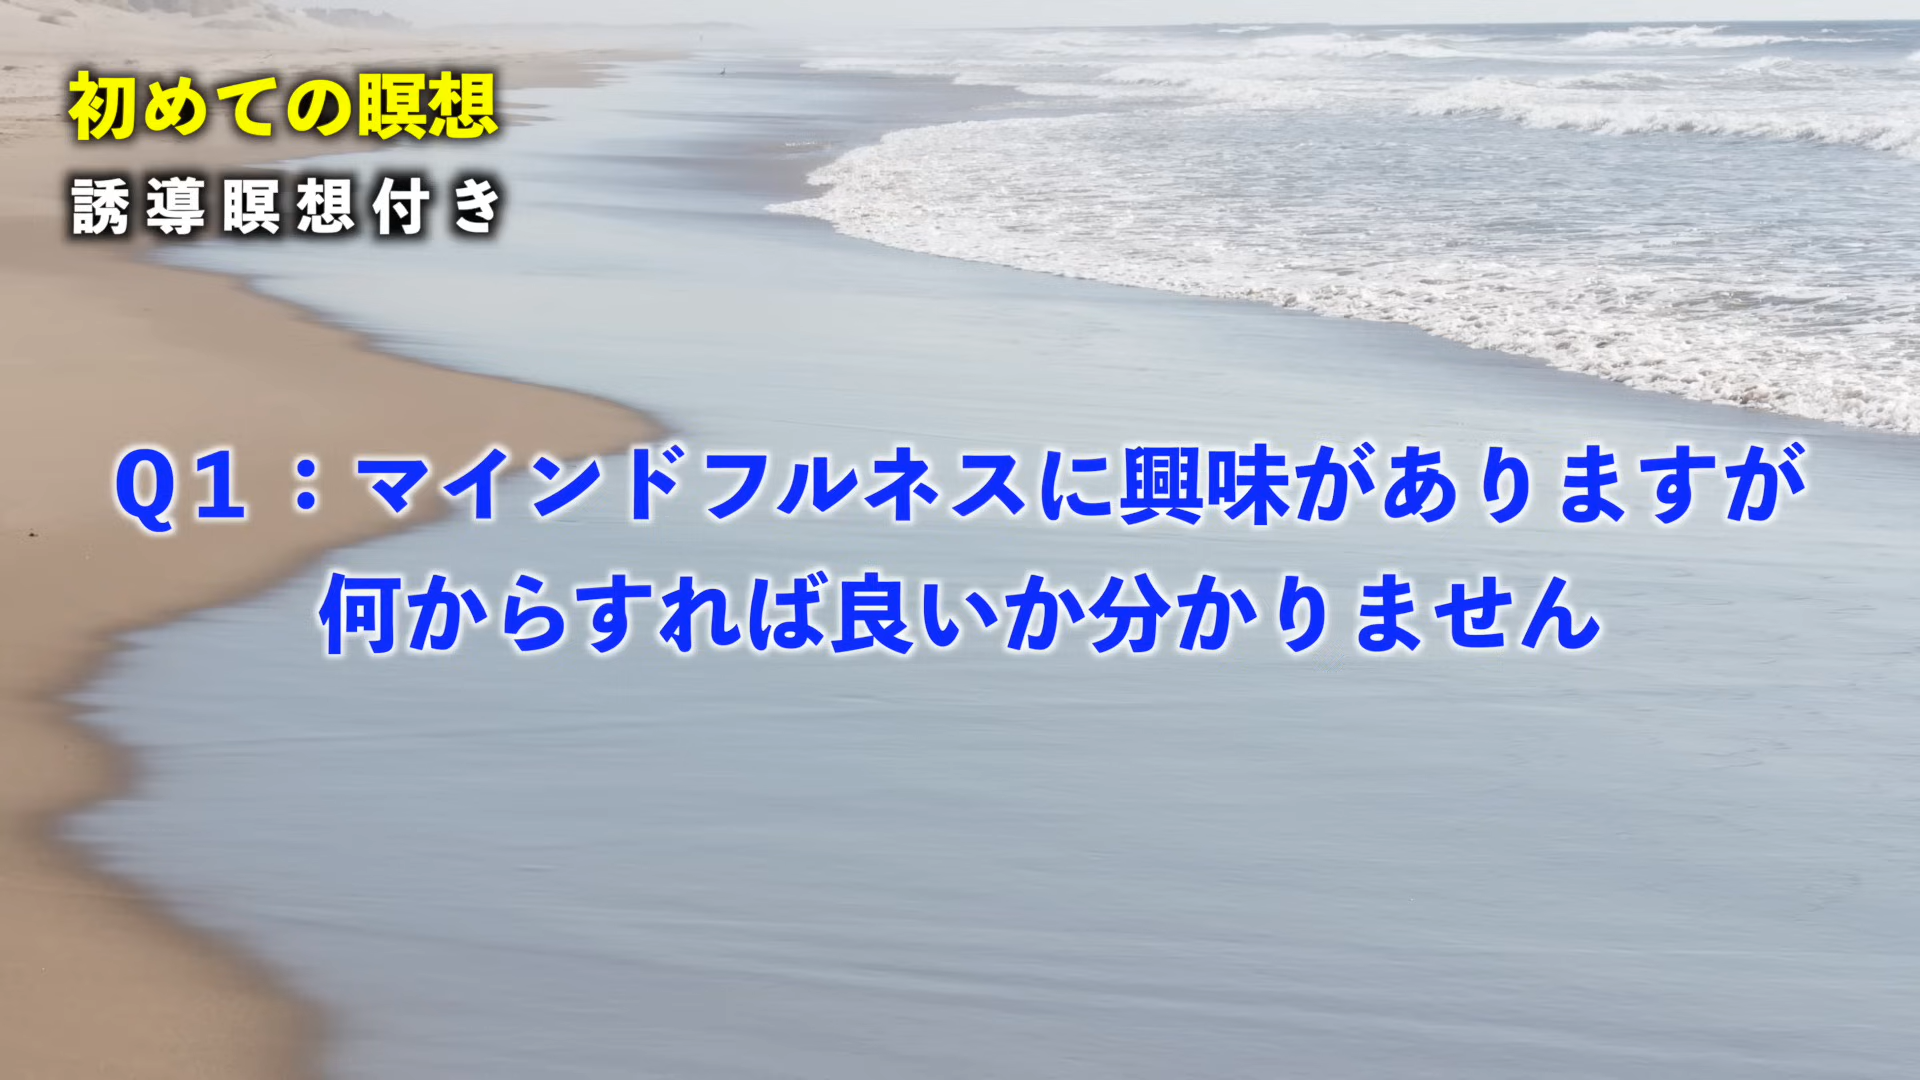 初めての瞑想
誘導瞑想付き
Q1：マインドフルネスに興味がありますが
何からすれば良いか分かりません